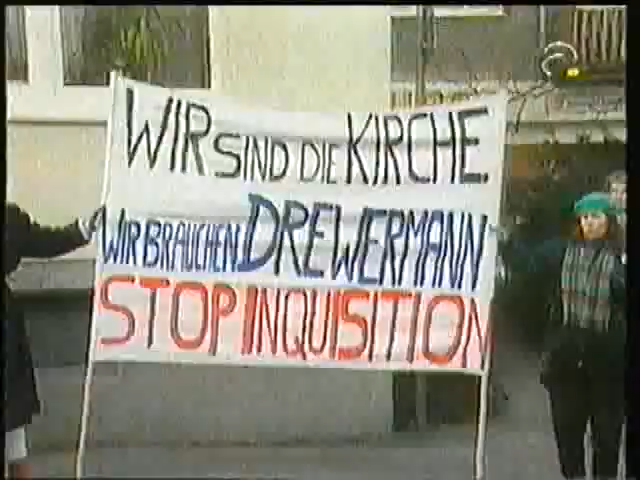 WIR SIND DIE KIRCHE
WIR BRAUCHEN DREWERMANN
STOP INQUISITION